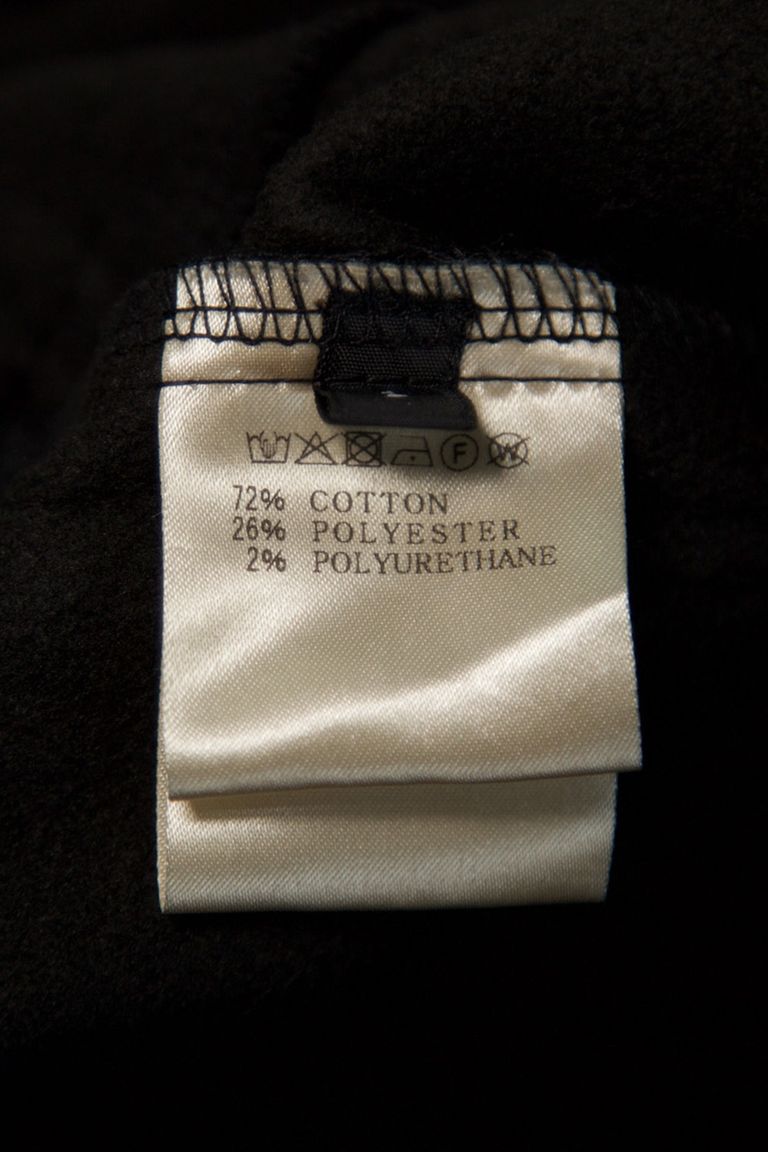 F W
72% COTTON
26% POLYESTER
2% POLYURETHANE